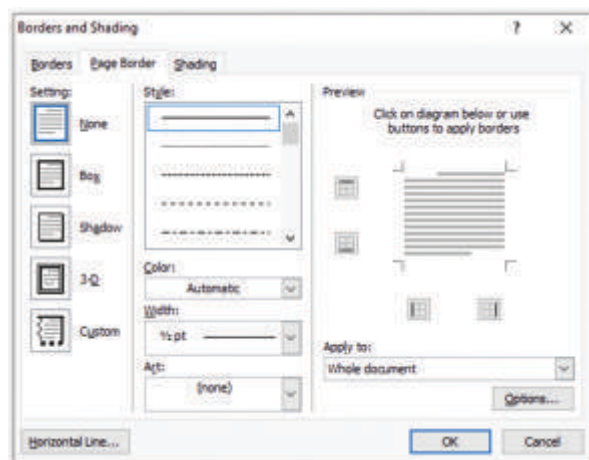 Borders and Shading
? X
Borders Page Border Shading
Setting:
None
Box
Shadow
3-D
Custom
Style:
Color:
Automatic
Width:
½ pt
Art:
(none)
Preview
Click on diagram below or use
buttons to apply borders
Apply to:
Whole document
Options...
Horizontal Line...
OK
Cancel